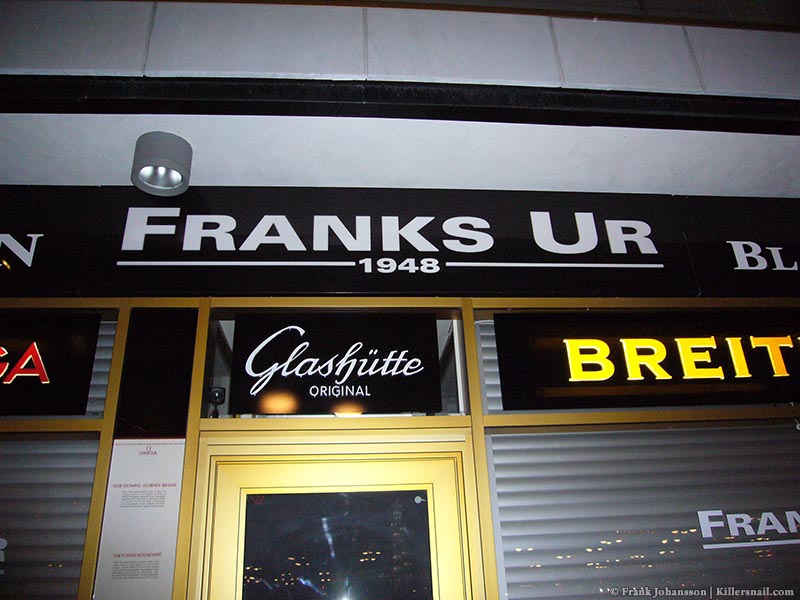 N
FRANKS UR
1948
BL
GA
Glashütte
ORIGINAL
BREIT
OMEGA
OUR OLYMPIC JOURNEY BEGINS
THE FLYING HOUSEWIFE
FRAN
© Frank Johansson | Killersnail.com